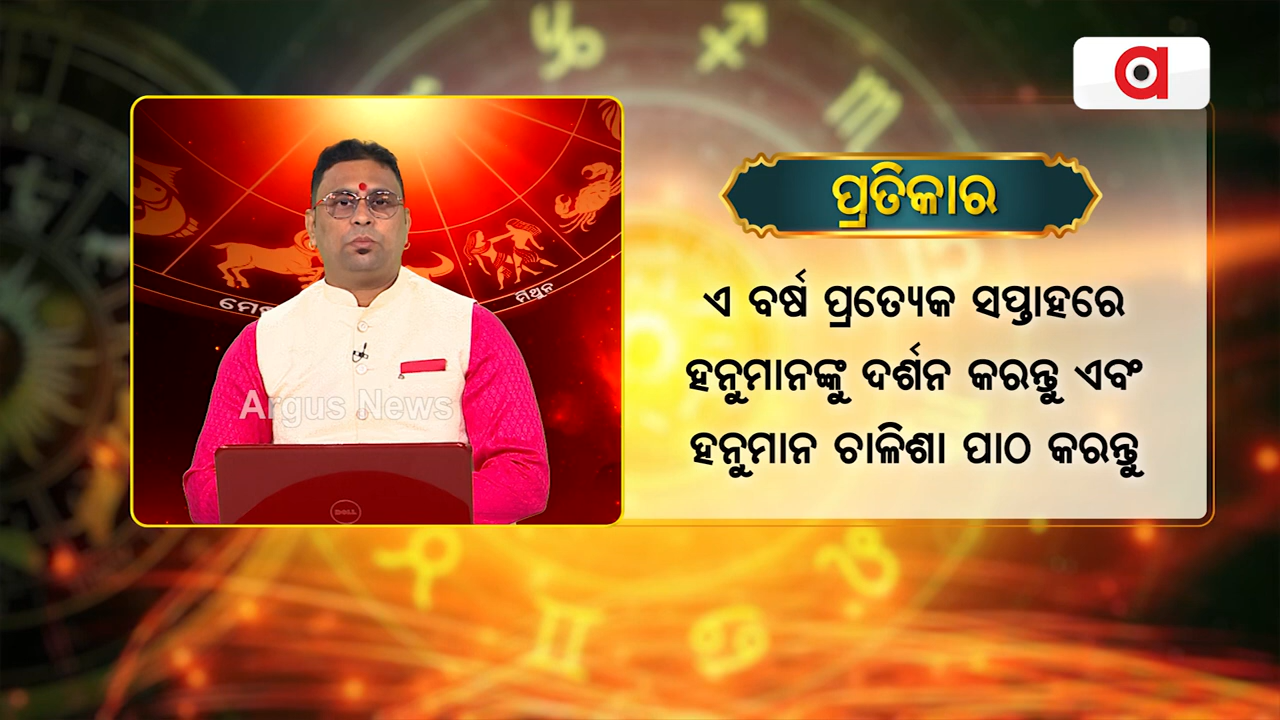 ପ୍ରତିକାର
ଏ ବର୍ଷ ପ୍ରତ୍ୟେକ ସପ୍ତାହରେ
ହନୁମାନଙ୍କୁ ଦର୍ଶନ କରନ୍ତୁ ଏବଂ
ହନୁମାନ ଚାଳିଶା ପାଠ କରନ୍ତୁ
ମିଥୁନ
Argus News
DELL